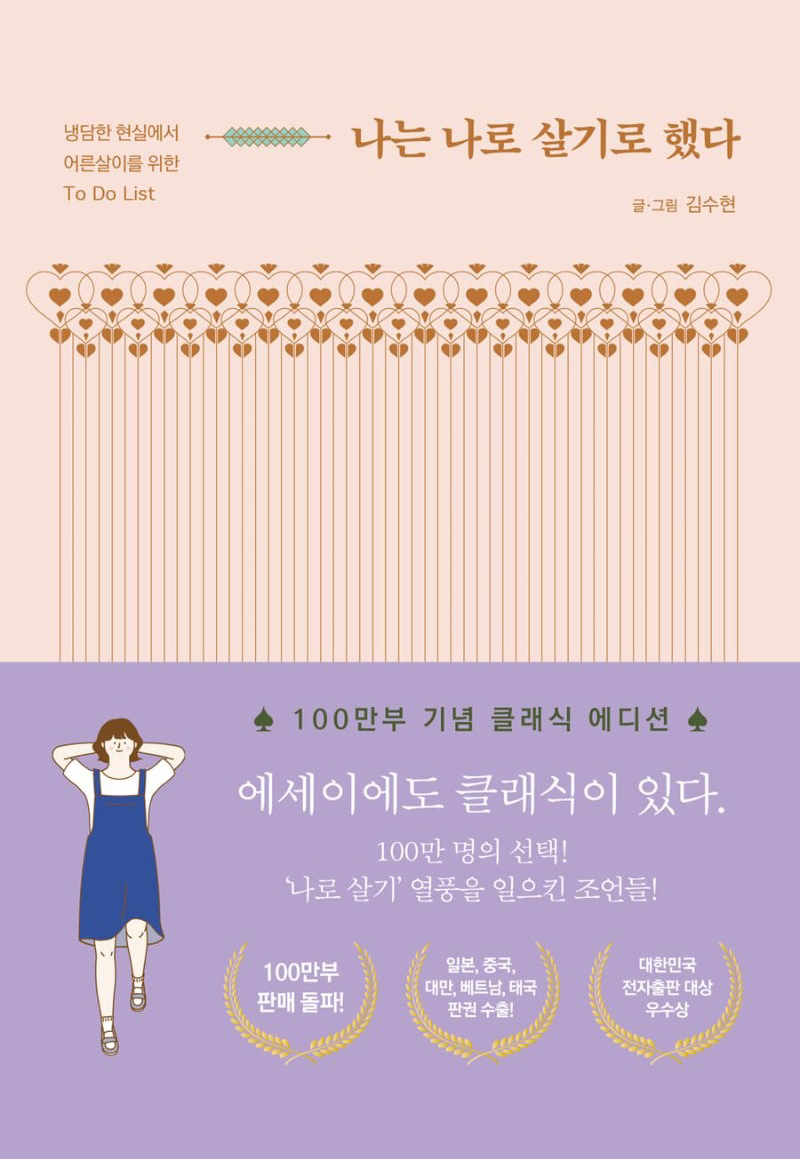 냉담한 현실에서
어른살이를 위한
To Do List
나는 나로 살기로 했다
글·그림 김수현
100만부 기념 클래식 에디션
에세이에도 클래식이 있다.
100만 명의 선택!
‘나로 살기’ 열풍을 일으킨 조언들!
100만부
판매 돌파!
일본, 중국,
대만, 베트남, 태국
판권 수출!
대한민국
전자출판 대상
우수상